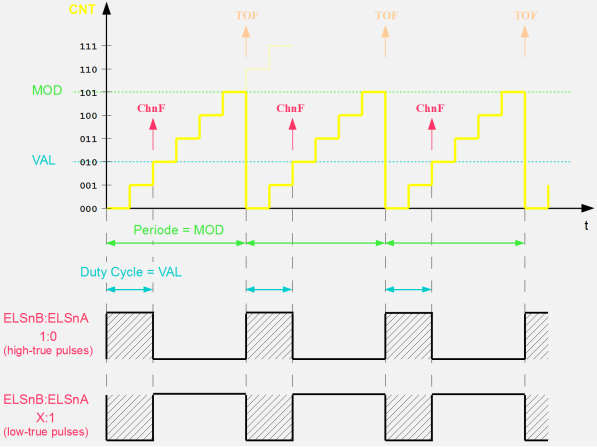 CNT
TOF TOF TOF
111
110
MOD 101
ChnF ChnF ChnF
100
011
VAL 010
001
000
t
Periode = MOD
Duty Cycle = VAL
ELSnB:ELSnA
1:0
(high-true pulses)
ELSnB:ELSnA
X:1
(low-true pulses)